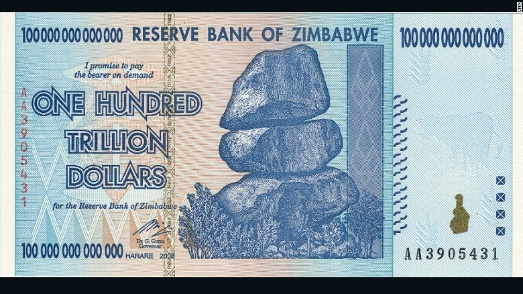 100 000 000 000 000
RESERVE BANK OF ZIMBABWE
100 000 000 000 000
I promise to pay
the bearer on demand
ONE HUNDRED
TRILLION
DOLLARS
for the Reserve Bank of Zimbabwe
Dr. G. Gono
Governor
HARARE 2008
100 000 000 000 000
AA3905431
AA3905431